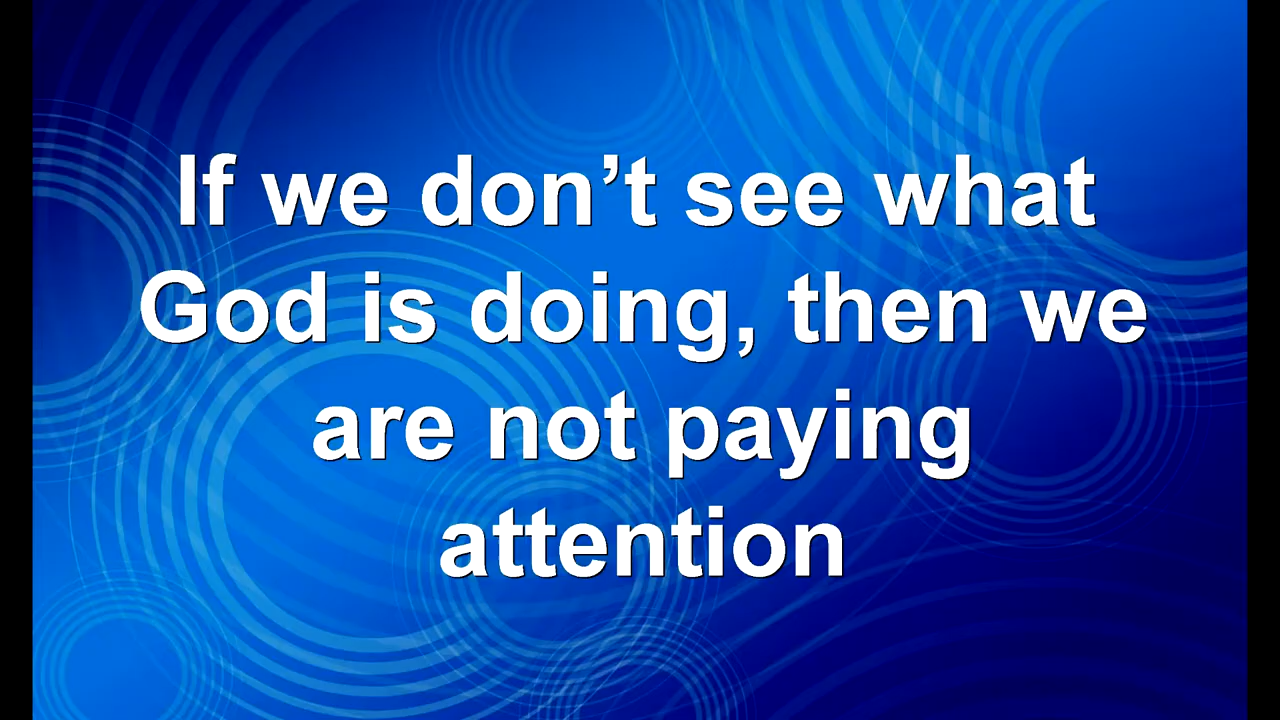 If we don’t see what
God is doing, then we
are not paying
attention